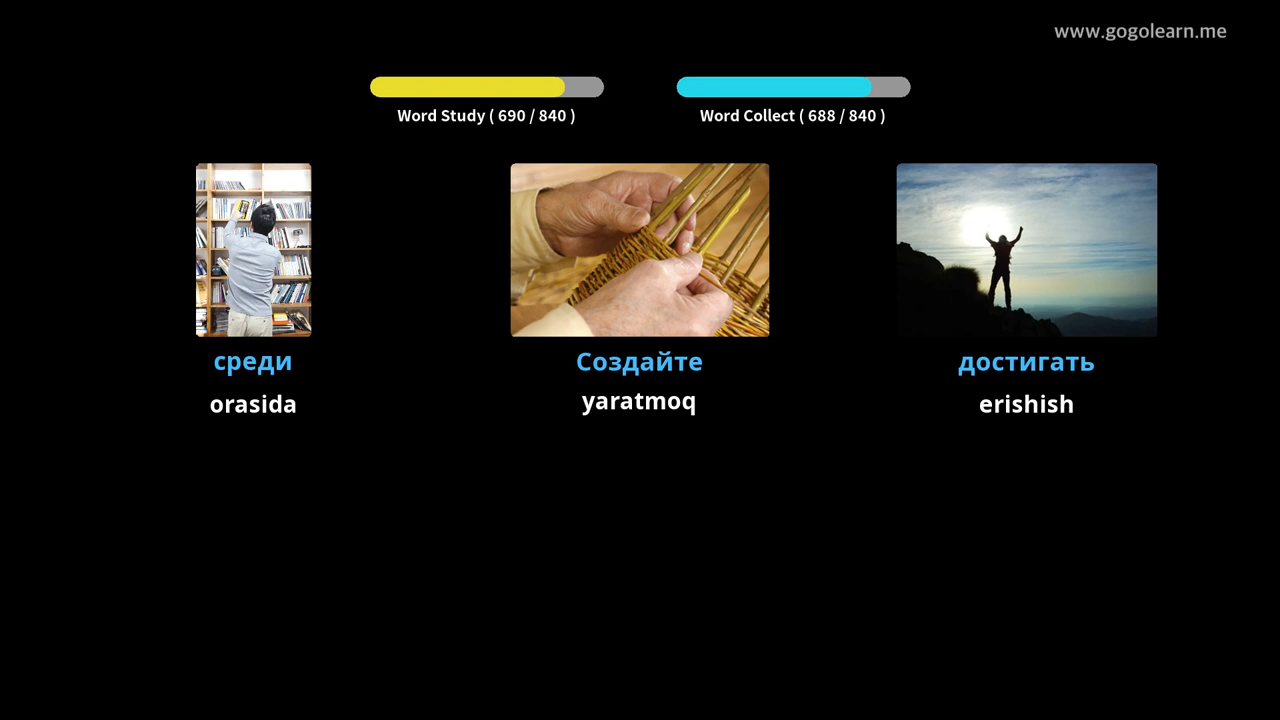 www.gogolearn.me
Word Study ( 690 / 840 )
Word Collect ( 688 / 840 )
среди
Создайте
достигать
orasida
yaratmoq
erishish